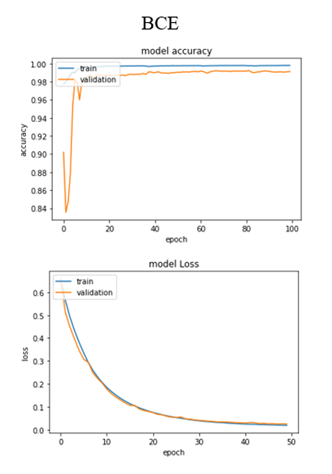 BCE
model accuracy
train
validation
1.00
0.98
0.96
0.94
0.92
0.90
0.88
0.86
0.84
accuracy
0 20 40 60 80 100
epoch
model Loss
train
validation
0.6
0.5
0.4
0.3
0.2
0.1
0.0
loss
0 10 20 30 40 50
epoch